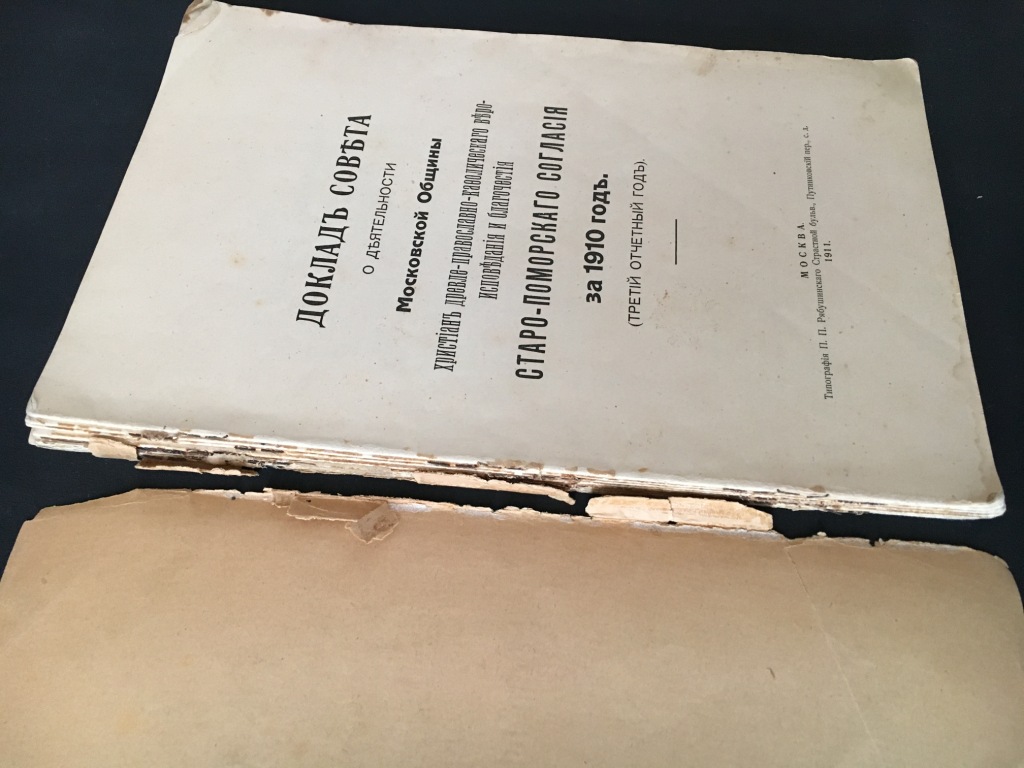 ДОКЛАДЪ СОВѢТА
О ДѢЯТЕЛЬНОСТИ
Московской Общины
христіанъ древле-православно-каѳолическаго вѣро-
исповѣданія и благочестія
СТАРО-ПОМОРСКАГО СОГЛАСІЯ
за 1910 годъ.
(ТРЕТІЙ ОТЧЕТНЫЙ ГОДЪ).
МОСКВА.
Типографія П. П. Рябушинскаго Страстной бульв., Путинковскій пер., с. д.
1911.